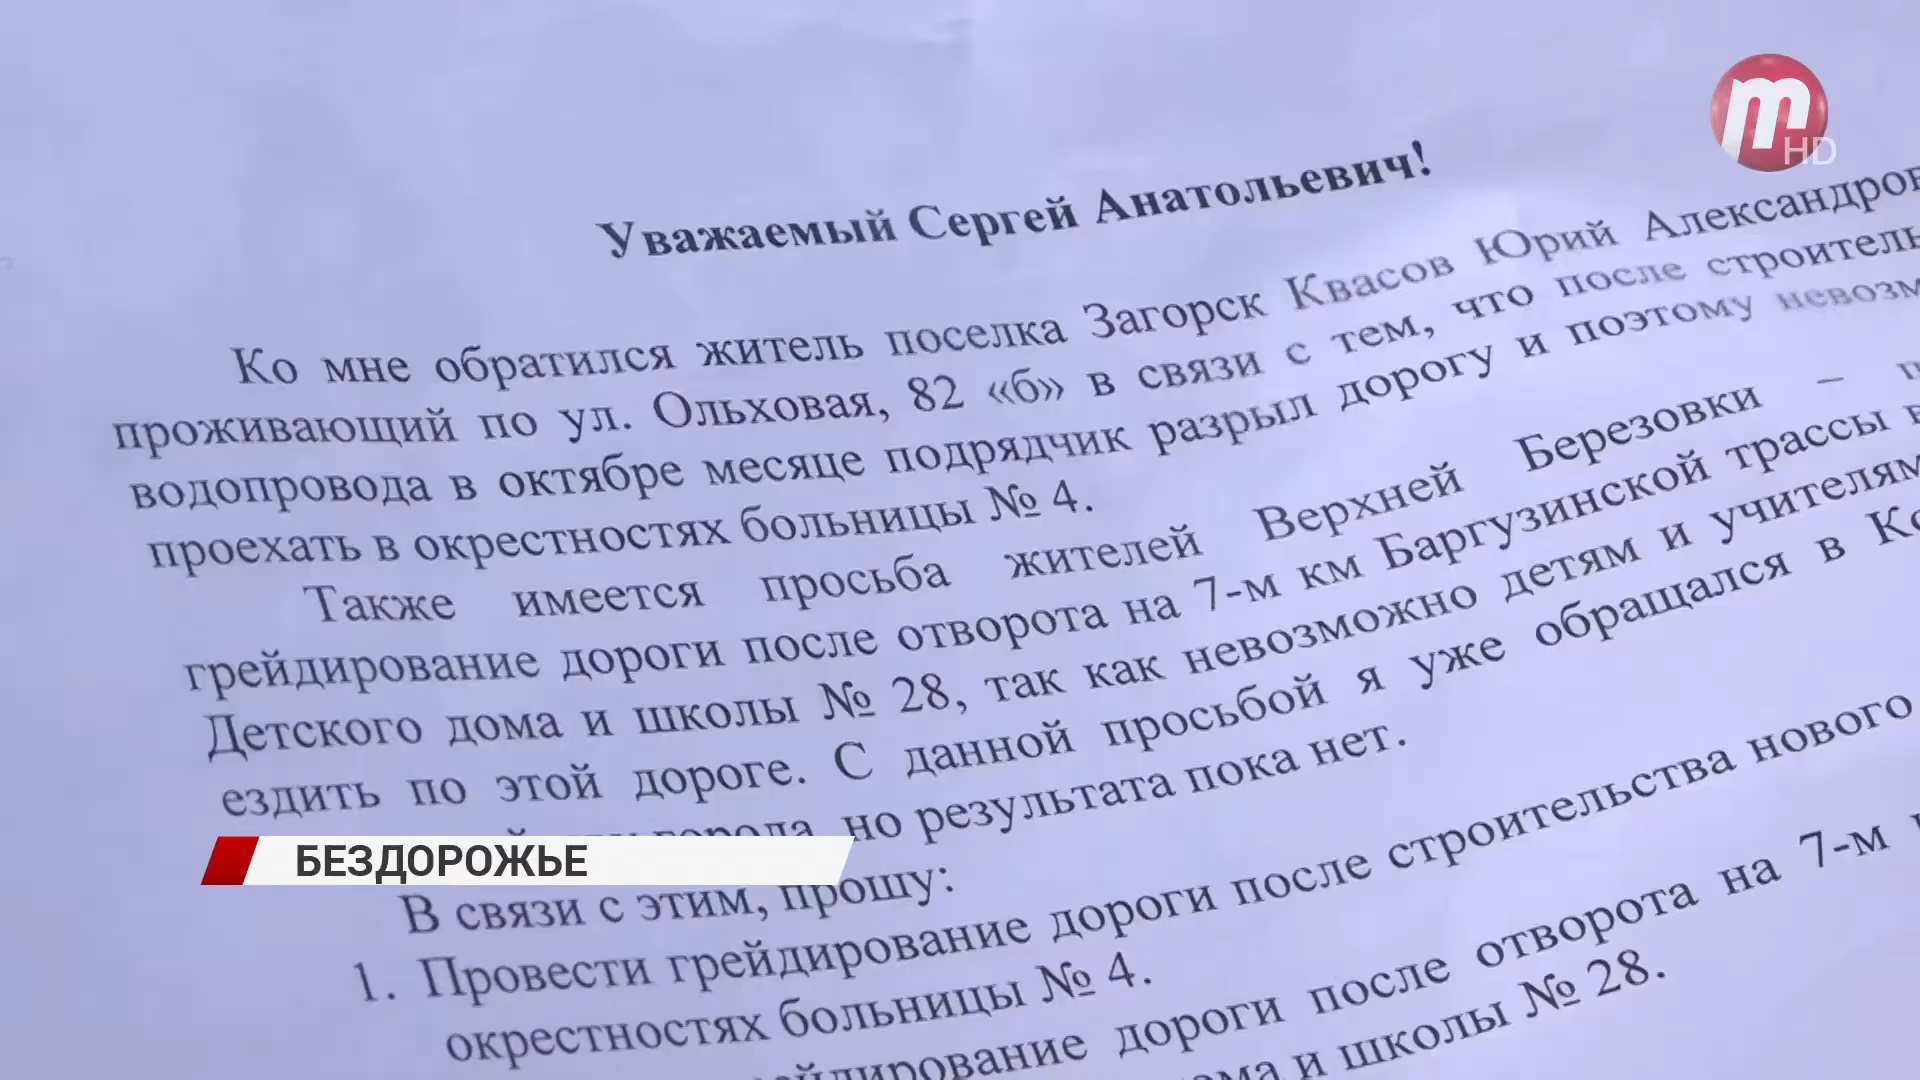 m HD
Уважаемый Сергей Анатольевич!
Ко мне обратился житель поселка Загорск Квасов Юрий Александров
проживающий по ул. Ольховая, 82 «б» в связи с тем, что после строитель
водопровода в октябре месяце подрядчик разрыл дорогу и поэтому невозм
проехать в окрестностях больницы № 4.
Также имеется просьба жителей Верхней Березовки –
грейдирование дороги после отворота на 7-м км Баргузинской трассы в
Детского дома и школы № 28, так как невозможно детям и учителям
ездить по этой дороге. С данной просьбой я уже обращался в Ко
города, но результата пока нет.
БЕЗДОРОЖЬЕ
В связи с этим, прошу:
1. Провести грейдирование дороги после строительства нового
окрестностях больницы № 4.
дороги после отворота на 7-м
и школы № 28.